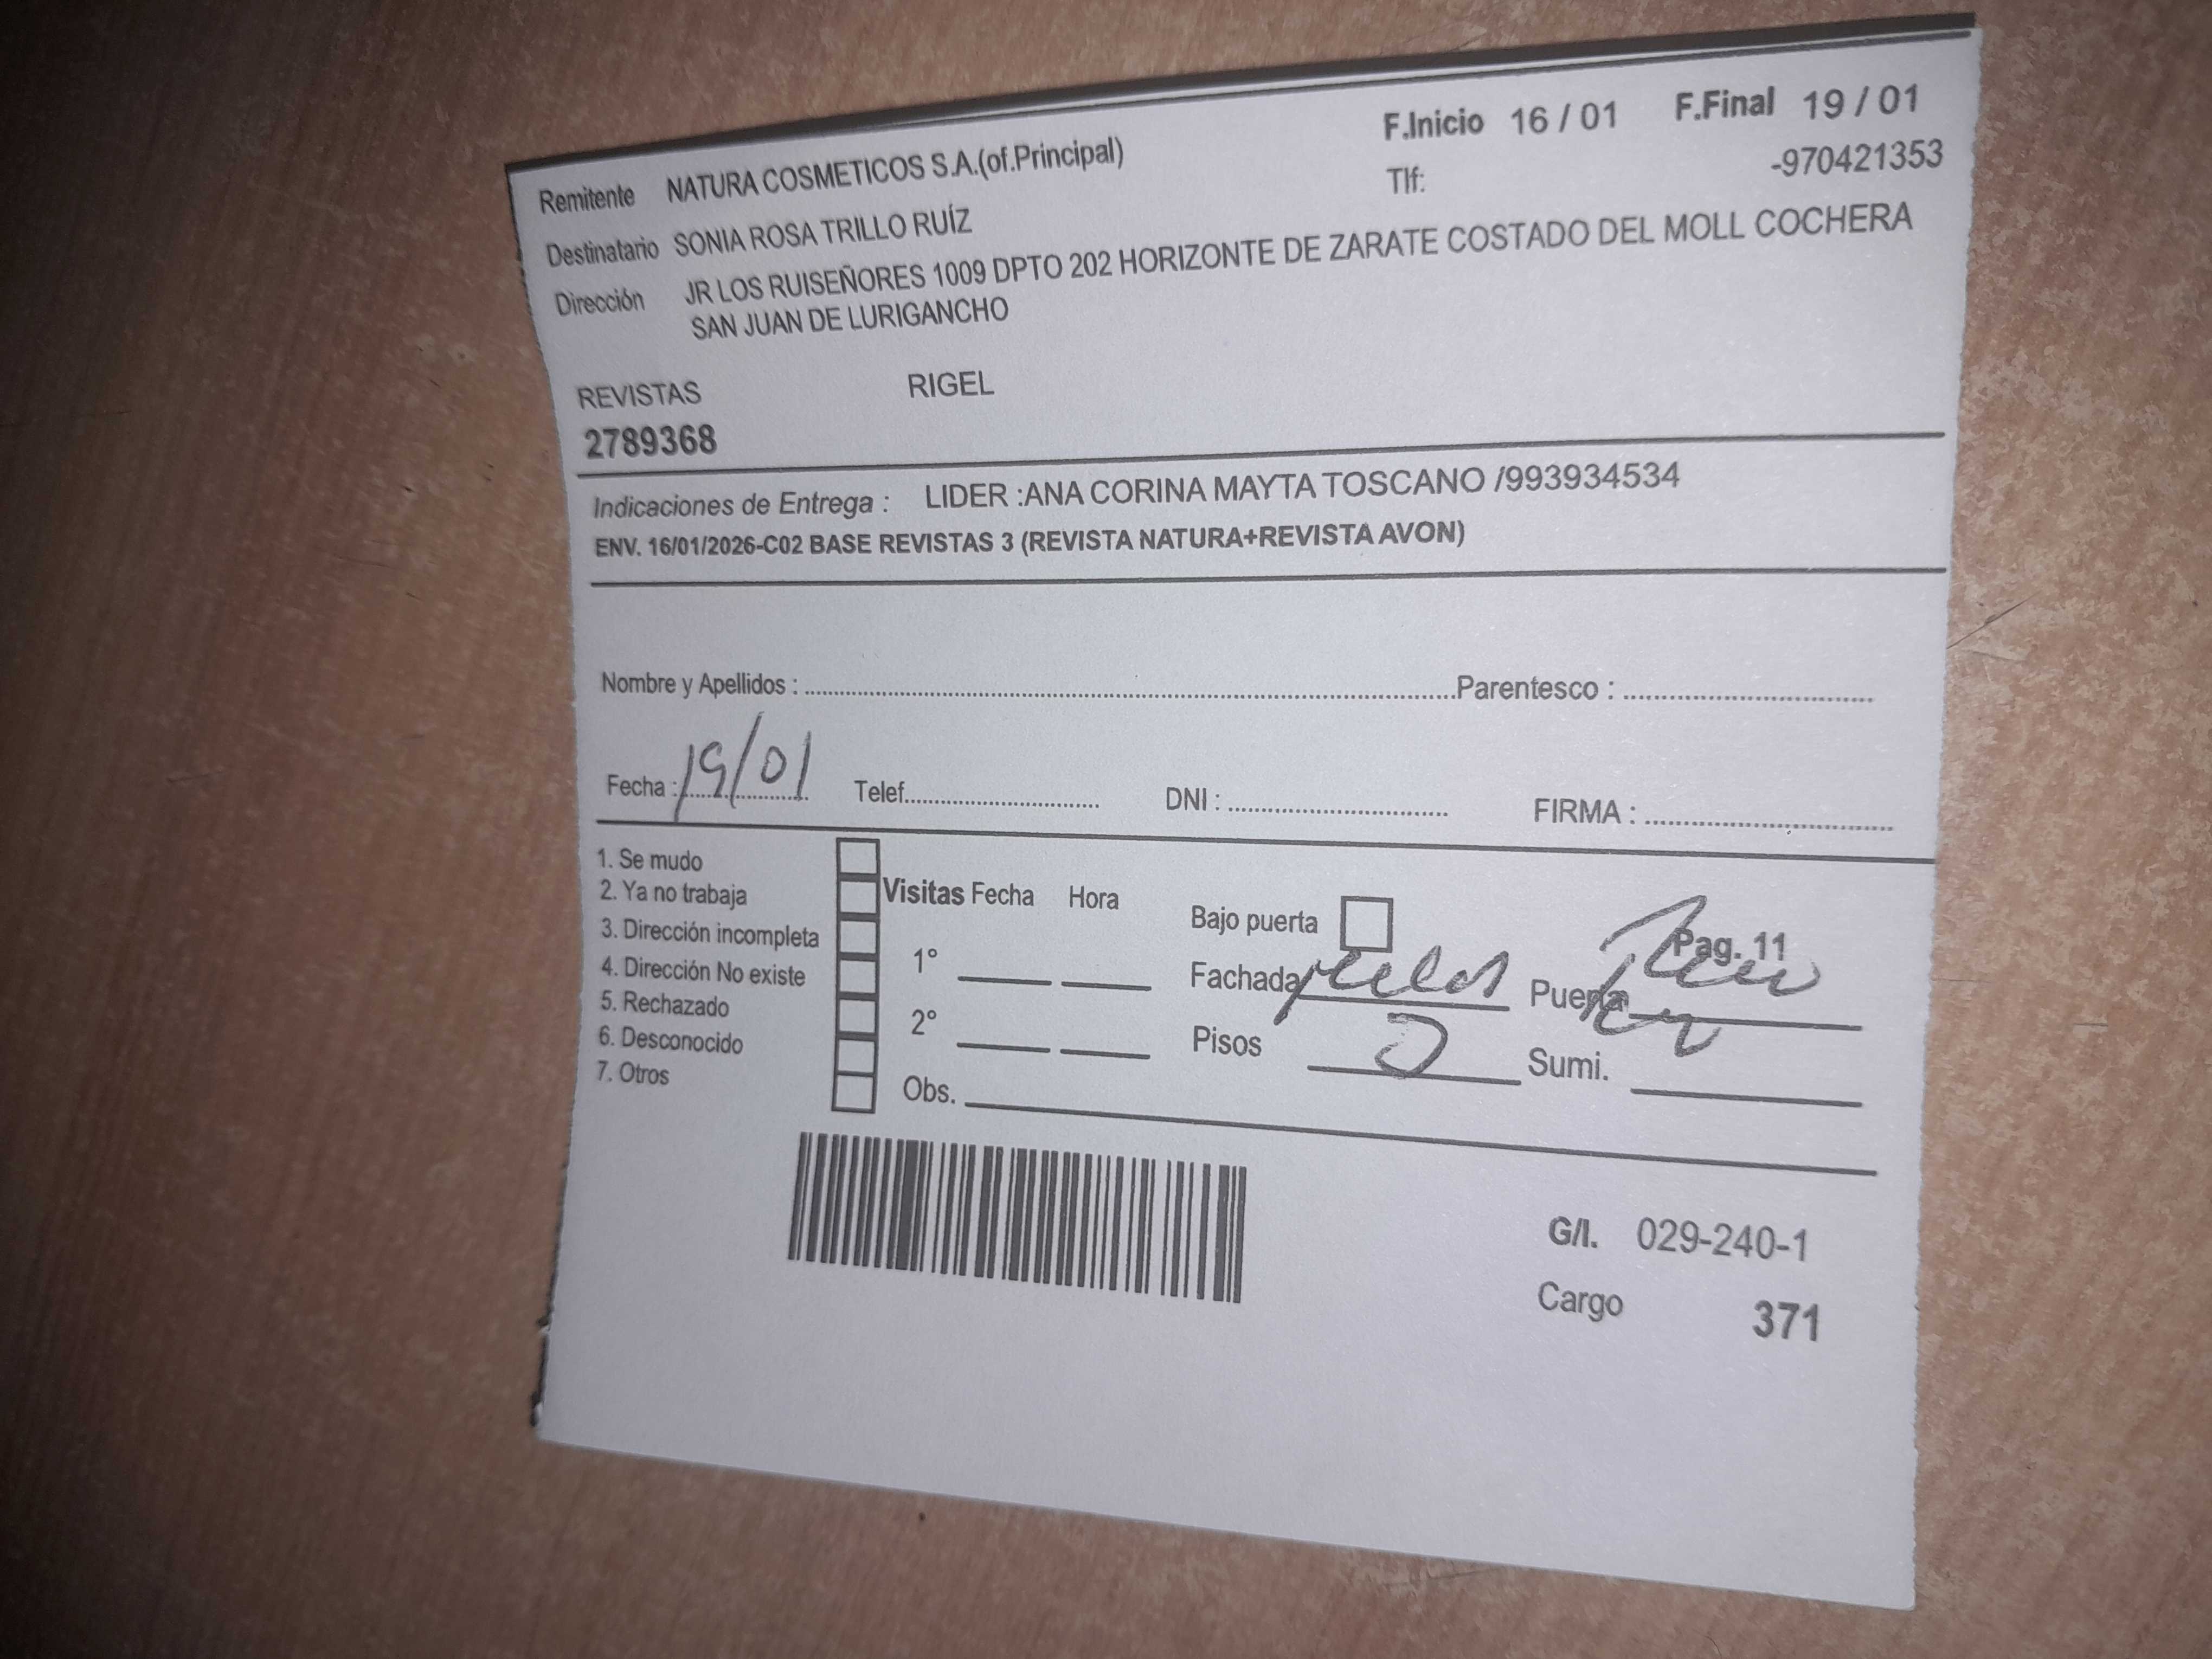 F.Inicio 16 / 01 F.Final 19 / 01
Remitente NATURA COSMETICOS S.A.(of.Principal) Tlf: -970421353
Destinatario SONIA ROSA TRILLO RUÍZ
Dirección JR LOS RUISEÑORES 1009 DPTO 202 HORIZONTE DE ZARATE COSTADO DEL MOLL COCHERA
SAN JUAN DE LURIGANCHO
REVISTAS RIGEL
2789368
Indicaciones de Entrega : LIDER :ANA CORINA MAYTA TOSCANO /993934534
ENV. 16/01/2026-C02 BASE REVISTAS 3 (REVISTA NATURA+REVISTA AVON)
Nombre y Apellidos : Parentesco :
Fecha : 19/01 Telef. DNI : FIRMA :
1. Se mudo
2. Ya no trabaja
3. Dirección incompleta
4. Dirección No existe
5. Rechazado
6. Desconocido
7. Otros
Visitas Fecha Hora
1°
2°
Obs.
Bajo puerta Pag. 11
Fachada Puerta
Pisos Sumi.
G/I. 029-240-1
Cargo 371